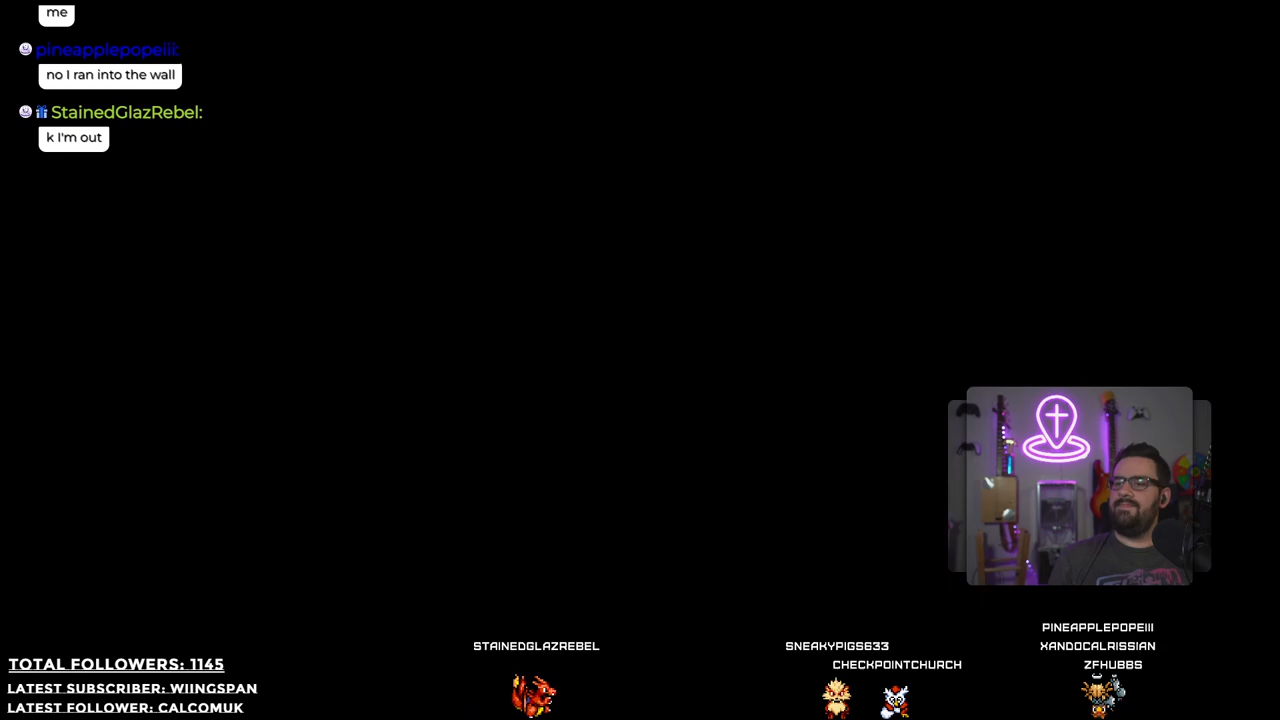 me
pineapplepopeiii:
no I ran into the wall
StainedGlazRebel:
k I'm out
PINEAPPLEPOPEIII
STAINEDGLAZREBEL
SNEAKYPIGS633
XANDOCALRISSIAN
CHECKPOINTCHURCH
ZFHUBBS
TOTAL FOLLOWERS: 1145
LATEST SUBSCRIBER: WIINGSPAN
LATEST FOLLOWER: CALCOMUK